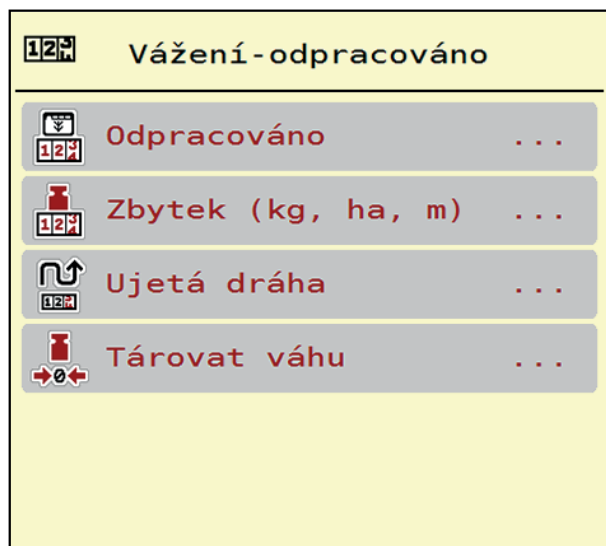 Vážení-odpracováno
Odpracováno ...
Zbytek (kg, ha, m) ...
Ujetá dráha ...
Tárovat váhu ...